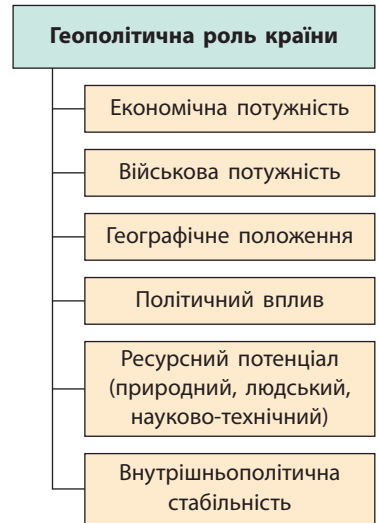 Геополітична роль країни
Економічна потужність
Військова потужність
Географічне положення
Політичний вплив
Ресурсний потенціал
(природний, людський,
науково-технічний)
Внутрішньополітична
стабільність